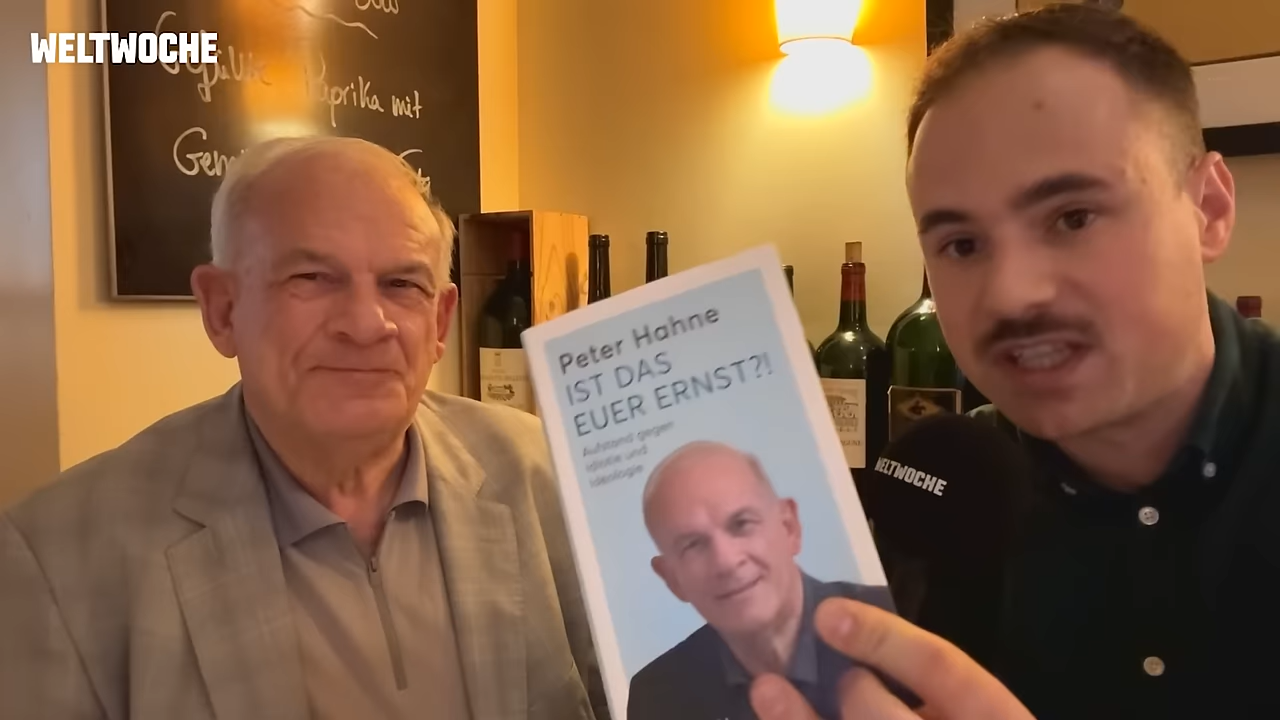 WELTWOCHE
Paprika mit
Peter Hahne
IST DAS
EUER ERNST?!
Aufstand gegen
Idiotie und
Ideologie
WELTWOCHE